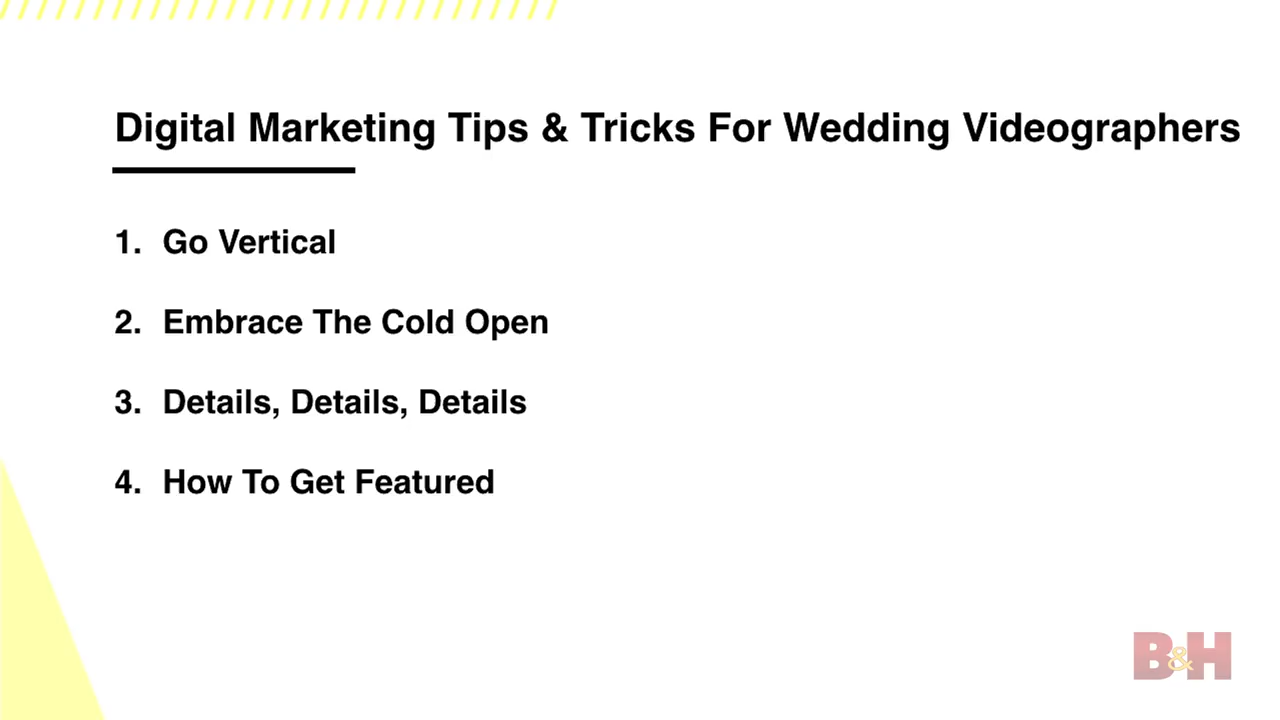 Digital Marketing Tips & Tricks For Wedding Videographers
1. Go Vertical
2. Embrace The Cold Open
3. Details, Details, Details
4. How To Get Featured
B&H